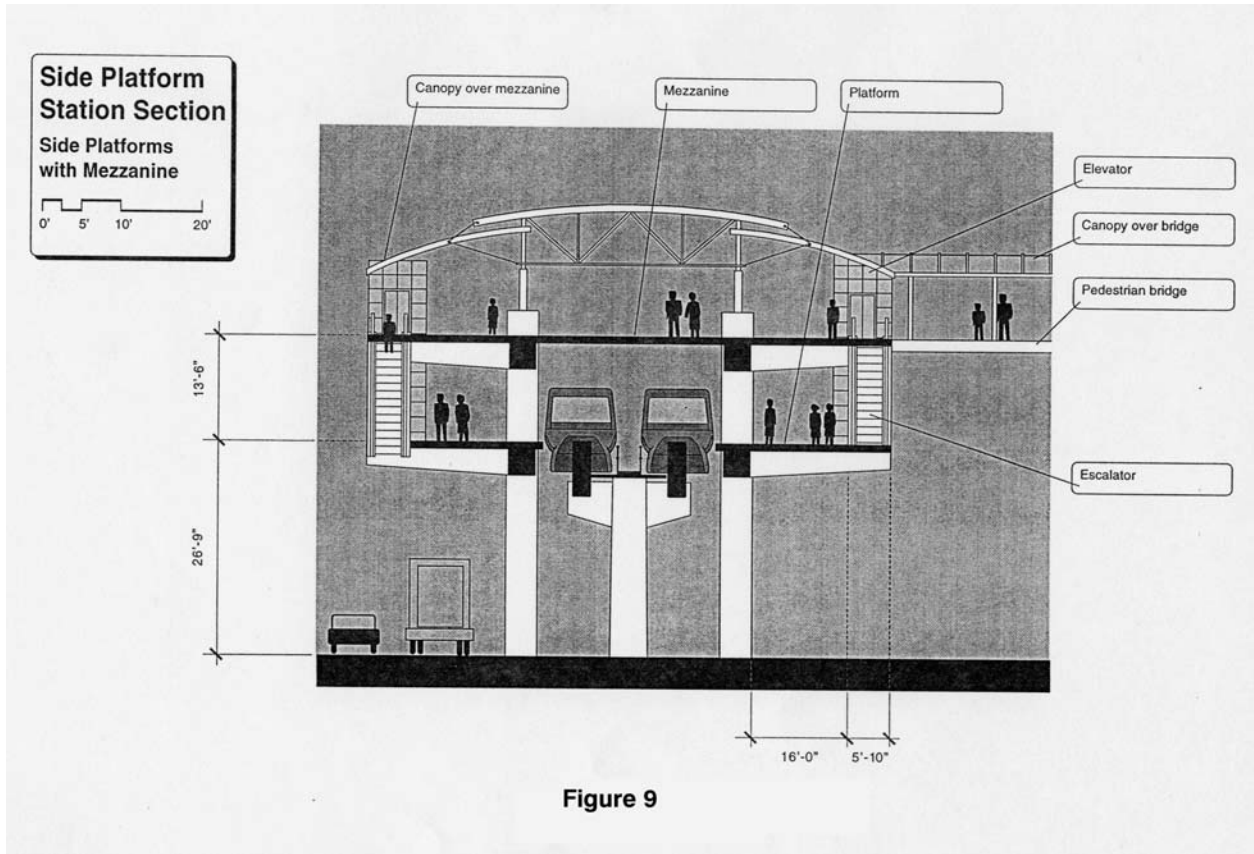 Side Platform
Station Section
Side Platforms
with Mezzanine
0' 5' 10' 20'
Canopy over mezzanine
Mezzanine
Platform
Elevator
Canopy over bridge
Pedestrian bridge
Escalator
13'-6"
26'-9"
16'-0" 5'-10"
Figure 9